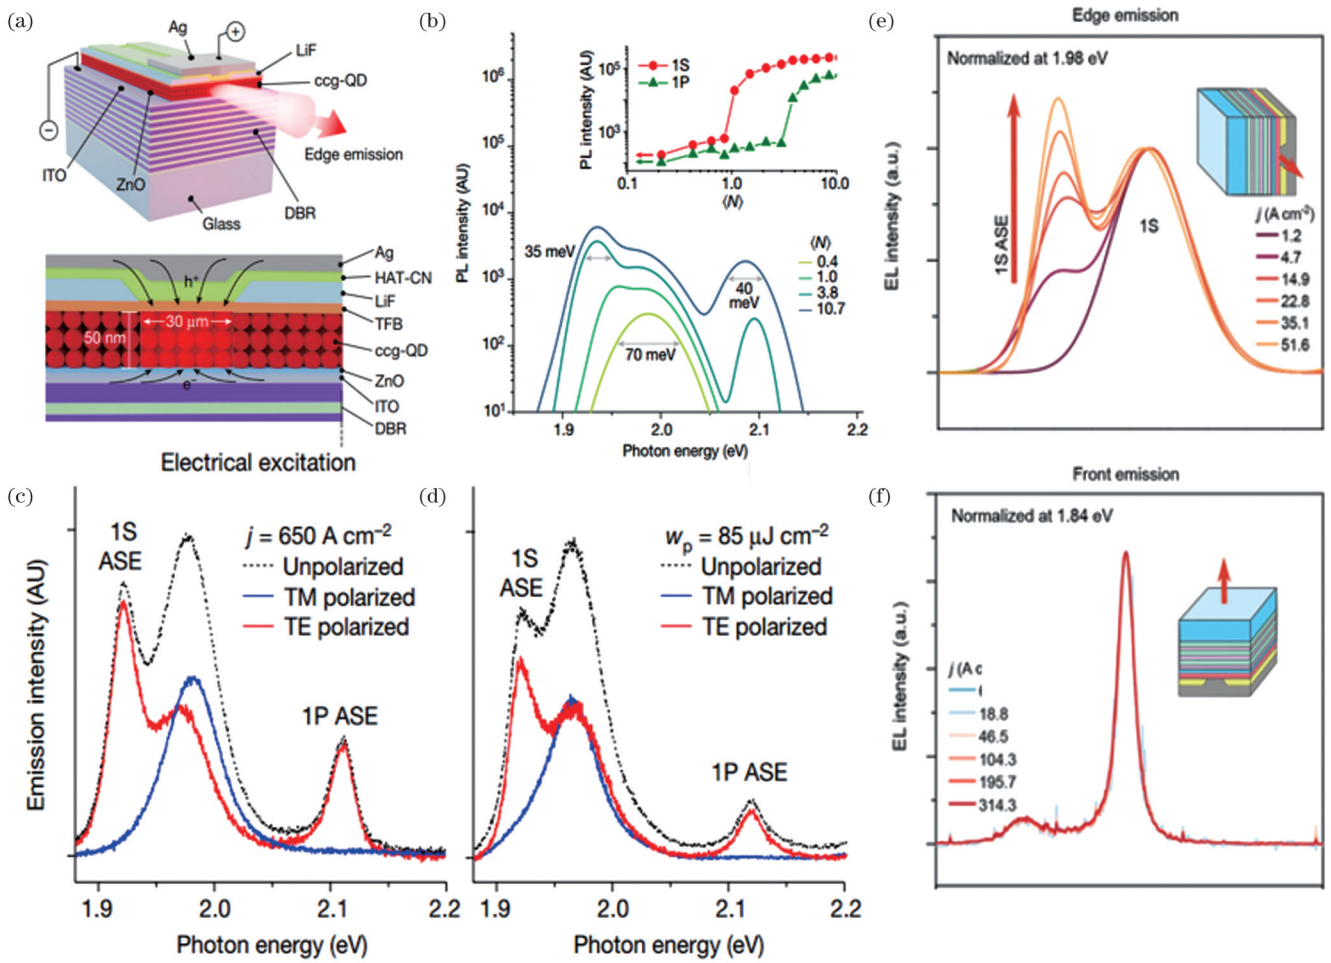 (a)
Ag
+
LiF
ccg-QD
−
Edge emission
ITO
ZnO
DBR
Glass
Ag
HAT-CN
h⁺
LiF
TFB
30 μm
50 nm
ccg-QD
ZnO
e⁻
ITO
DBR
(b)
PL intensity (AU)
10⁶
10⁵
10⁴
10³
10²
10¹
1.9
2.0
2.1
2.2
Photon energy (eV)
35 meV
70 meV
40
meV
⟨N⟩
0.4
1.0
3.8
10.7
PL intensity (AU)
10⁵
10³
1S
1P
0.1
1.0
10.0
⟨N⟩
Electrical excitation
(c)
Emission intensity (AU)
1S
ASE
j = 650 A cm⁻²
Unpolarized
TM polarized
TE polarized
1P ASE
1.9
2.0
2.1
2.2
Photon energy (eV)
(d)
1S
ASE
wₚ = 85 μJ cm⁻²
Unpolarized
TM polarized
TE polarized
1P ASE
1.9
2.0
2.1
2.2
Photon energy (eV)
(e)
Edge emission
Normalized at 1.98 eV
EL intensity (a.u.)
1S ASE
1S
j (A cm⁻²)
1.2
4.7
14.9
22.8
35.1
51.6
(f)
Front emission
Normalized at 1.84 eV
EL intensity (a.u.)
j (A c
18.8
46.5
104.3
195.7
314.3